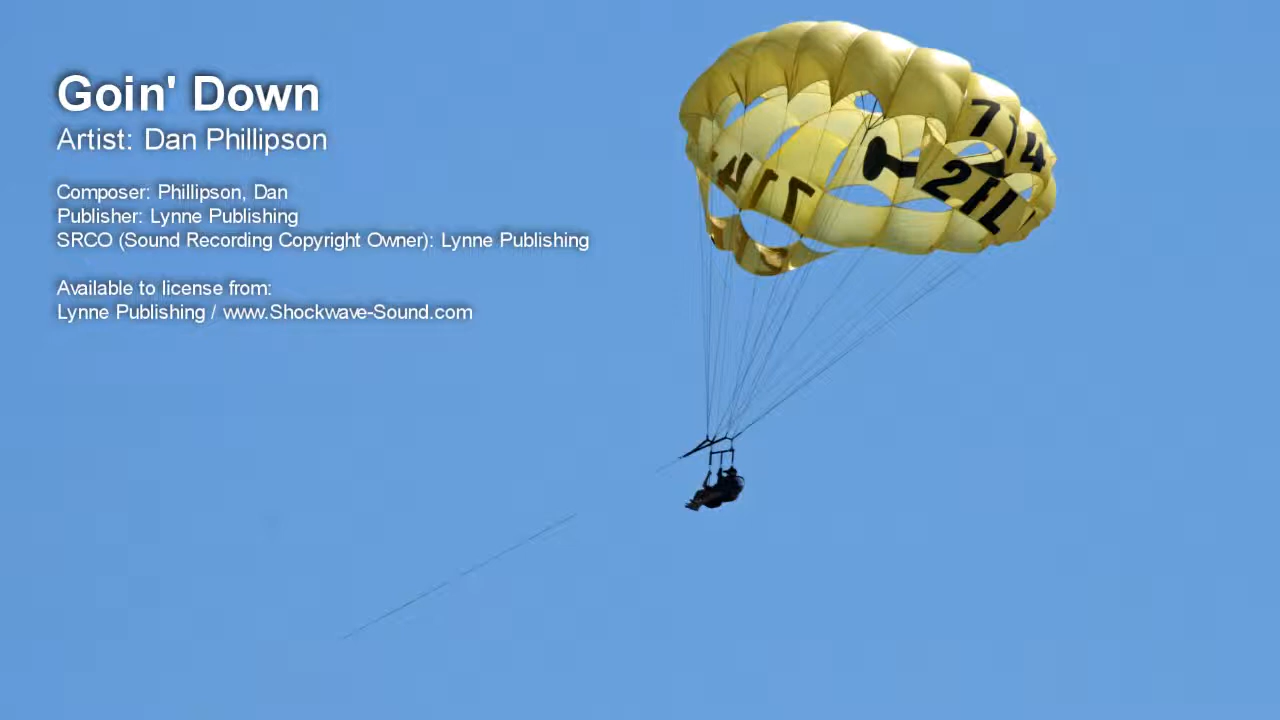 Goin' Down
Artist: Dan Phillipson
Composer: Phillipson, Dan
Publisher: Lynne Publishing
SRCO (Sound Recording Copyright Owner): Lynne Publishing
Available to license from:
Lynne Publishing / www.Shockwave-Sound.com
2FLY